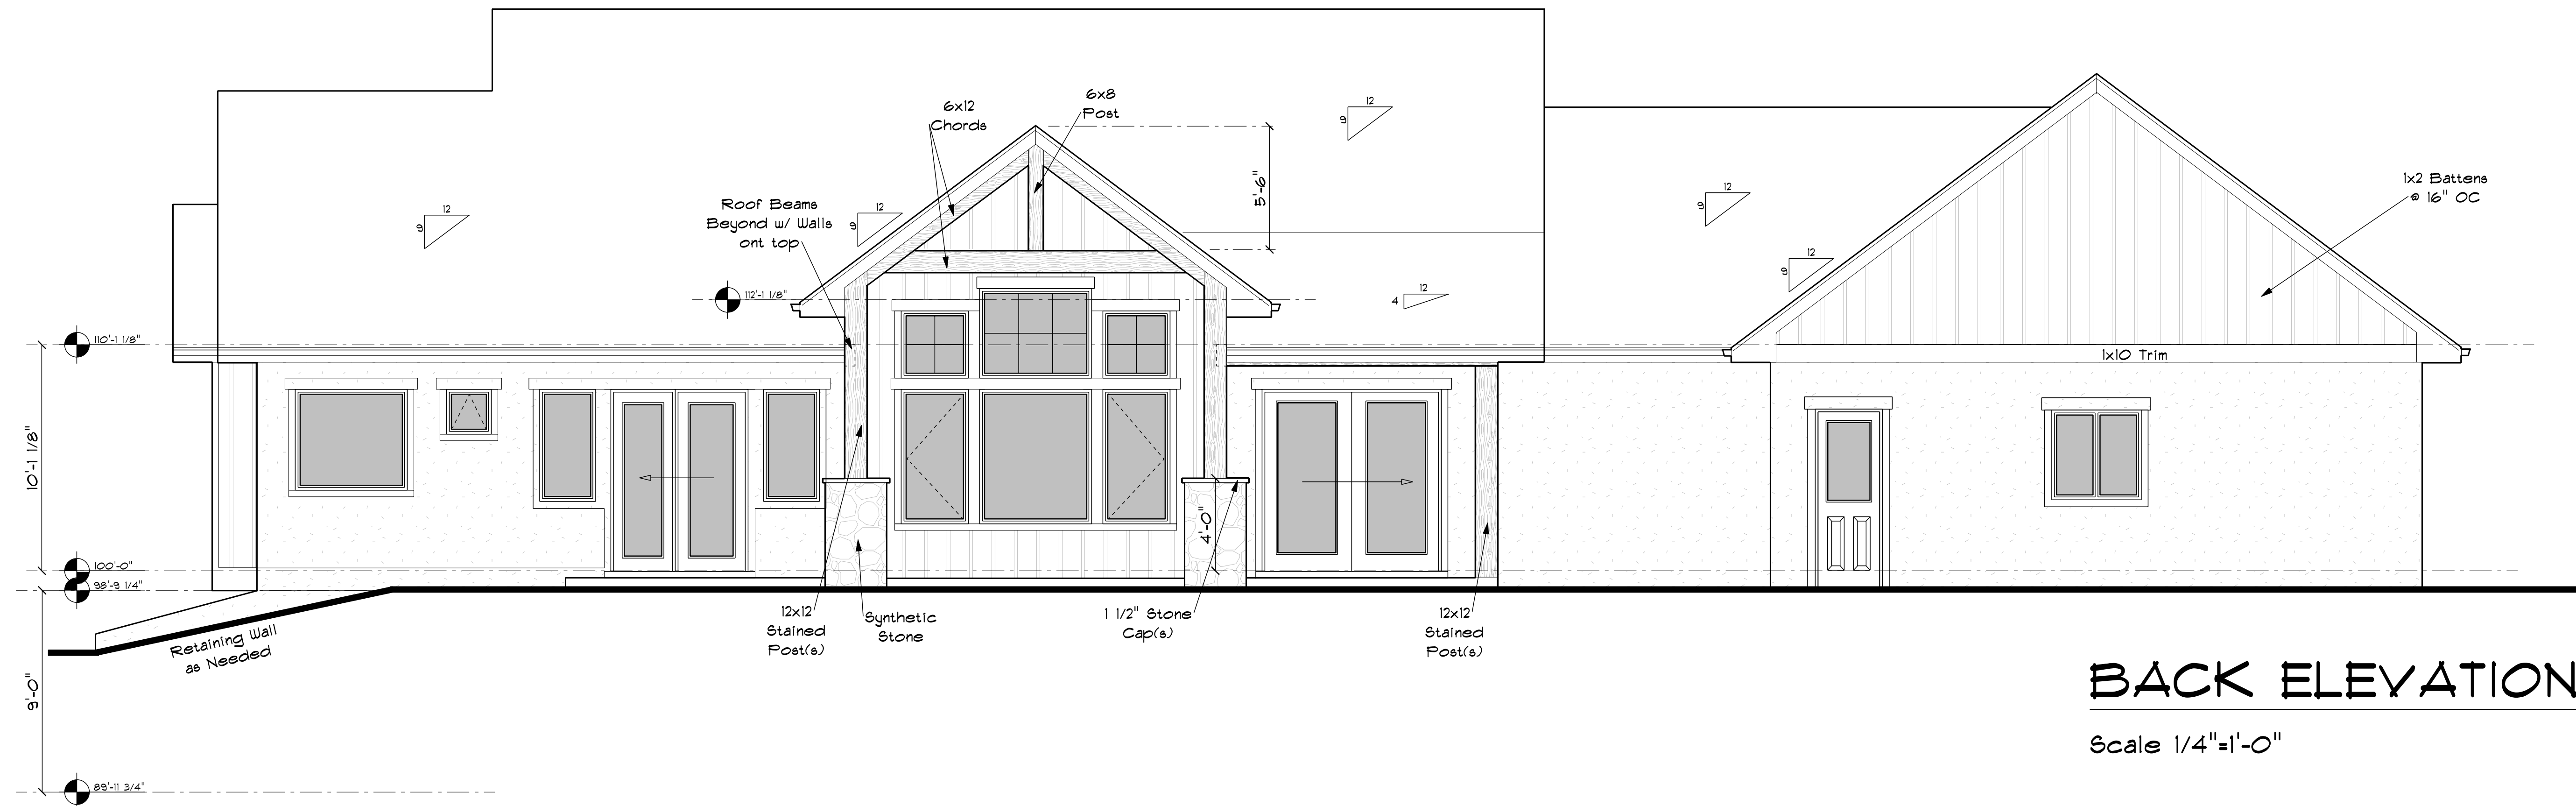 6x12
Chords
6x8
Post
12
9
5'-6"
Roof Beams
Beyond w/ Walls
ont top
12
9
12
9
12
9
1x2 Battens
@ 16" OC
12
9
112'-1 1/8"
12
4
110'-1 1/8"
1x10 Trim
10'-1 1/8"
4'-0"
100'-0"
98'-9 1/4"
12x12
Stained
Post(s)
Synthetic
Stone
1 1/2" Stone
Cap(s)
12x12
Stained
Post(s)
Retaining Wall
as Needed
9'-0"
BACK ELEVATION
Scale 1/4"=1'-0"
89'-11 3/4"